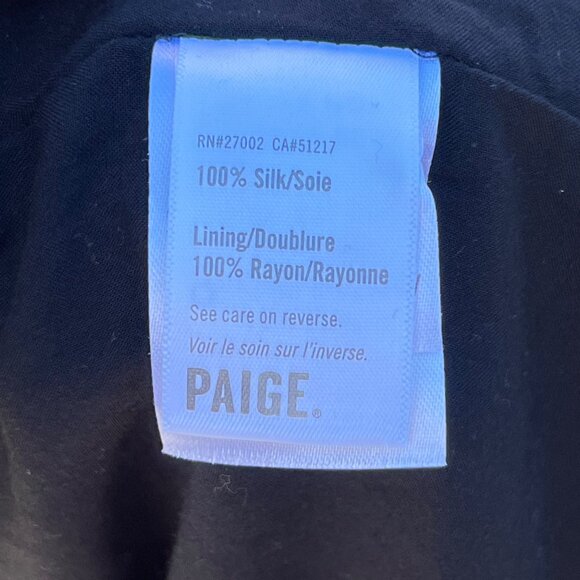 RN#27002 CA#51217
100% Silk/Soie
Lining/Doublure
100% Rayon/Rayonne
See care on reverse.
Voir le soin sur l'inverse.
PAIGE®